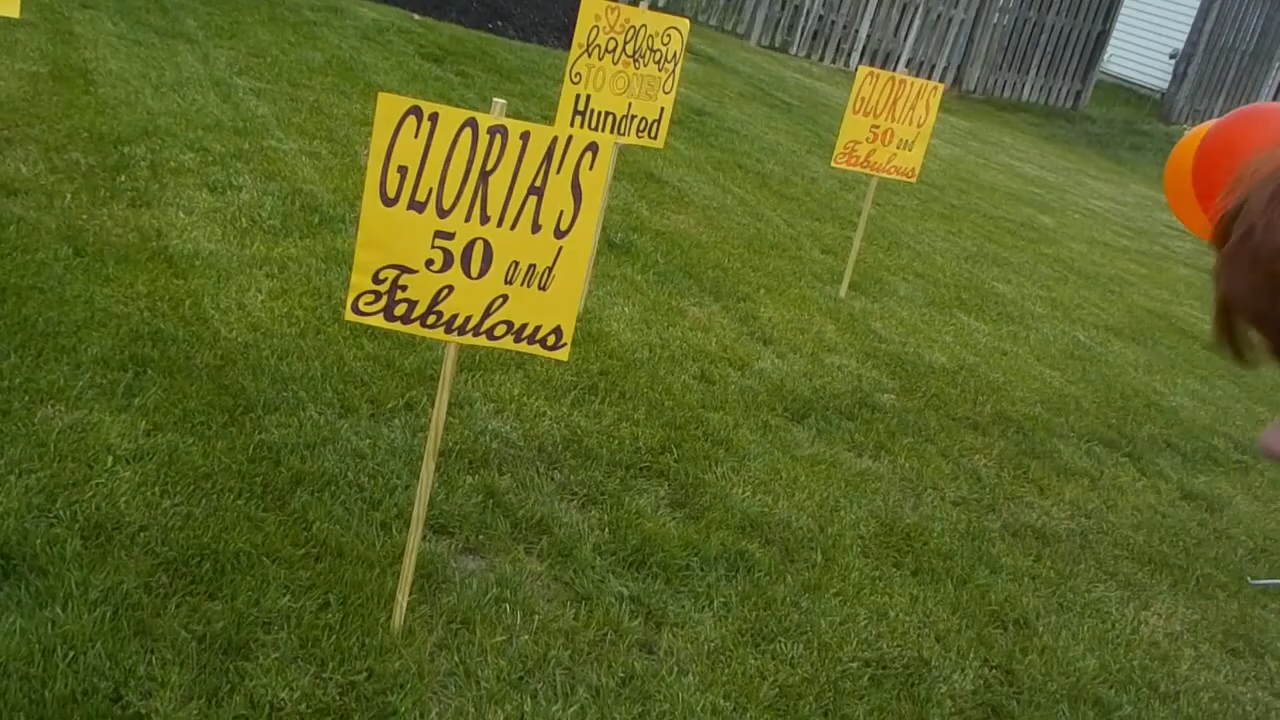 halfway
TO ONE!
Hundred
GLORIA'S
50 and
Fabulous
GLORIA'S
50 and
Fabulous